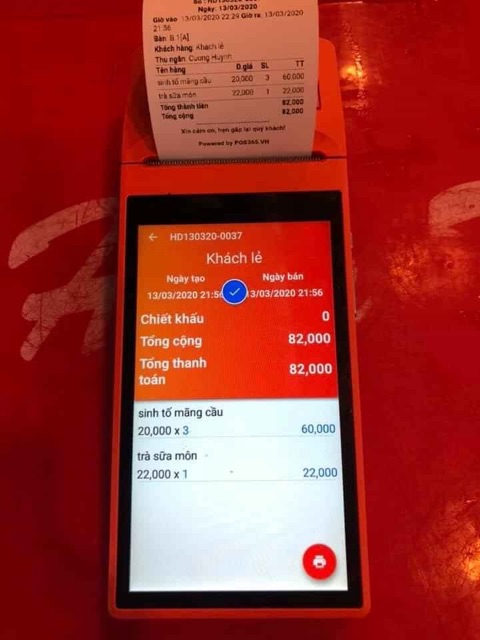 Số : HD130320-0037
Ngày: 13/03/2020
Giờ vào 13/03/2020 22:29 Giờ ra 13/03/2020
21:56
Bàn B.1[A]
Khách hàng: Khách lẻ
Thu ngân: Cuong Huynh
Tên hàng Đ.giá SL TT
sinh tố mãng cầu 20,000 3 60,000
trà sữa môn 22,000 1 22,000
Tổng thành tiền 82,000
Tổng cộng 82,000
Xin cảm ơn, hẹn gặp lại quý khách!
Powered by POS365.VN
HD130320-0037
Khách lẻ
Ngày tạo Ngày bán
13/03/2020 21:56 13/03/2020 21:56
Chiết khấu 0
Tổng cộng 82,000
Tổng thanh toán 82,000
sinh tố mãng cầu
20,000 x 3 60,000
trà sữa môn
22,000 x 1 22,000